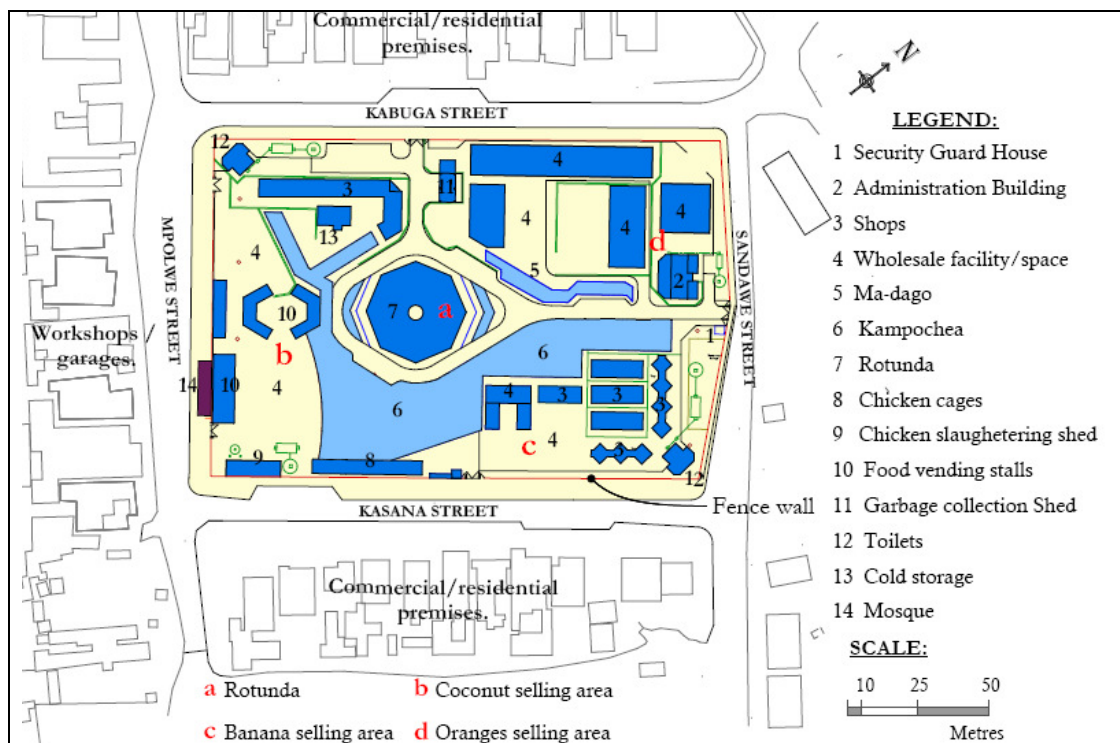 Commercial/residential
premises.
N
KABUGA STREET
LEGEND:
1 Security Guard House
2 Administration Building
3 Shops
4 Wholesale facility/space
5 Ma-dago
6 Kampochea
7 Rotunda
8 Chicken cages
9 Chicken slaughetering shed
10 Food vending stalls
11 Garbage collection Shed
12 Toilets
13 Cold storage
14 Mosque
SCALE:
10 25 50
Metres
12
4
3
11
4
4
4
13
4
d
4
5
2
MPOLWE STREET
SANDAWE STREET
Workshops
garages.
10
7
a
1
b
6
14
10
4
6
4
3
3
3
c
4
3
9
8
12
KASANA STREET
Fence wall
Commercial/residential
premises.
a Rotunda
b Coconut selling area
c Banana selling area
d Oranges selling area